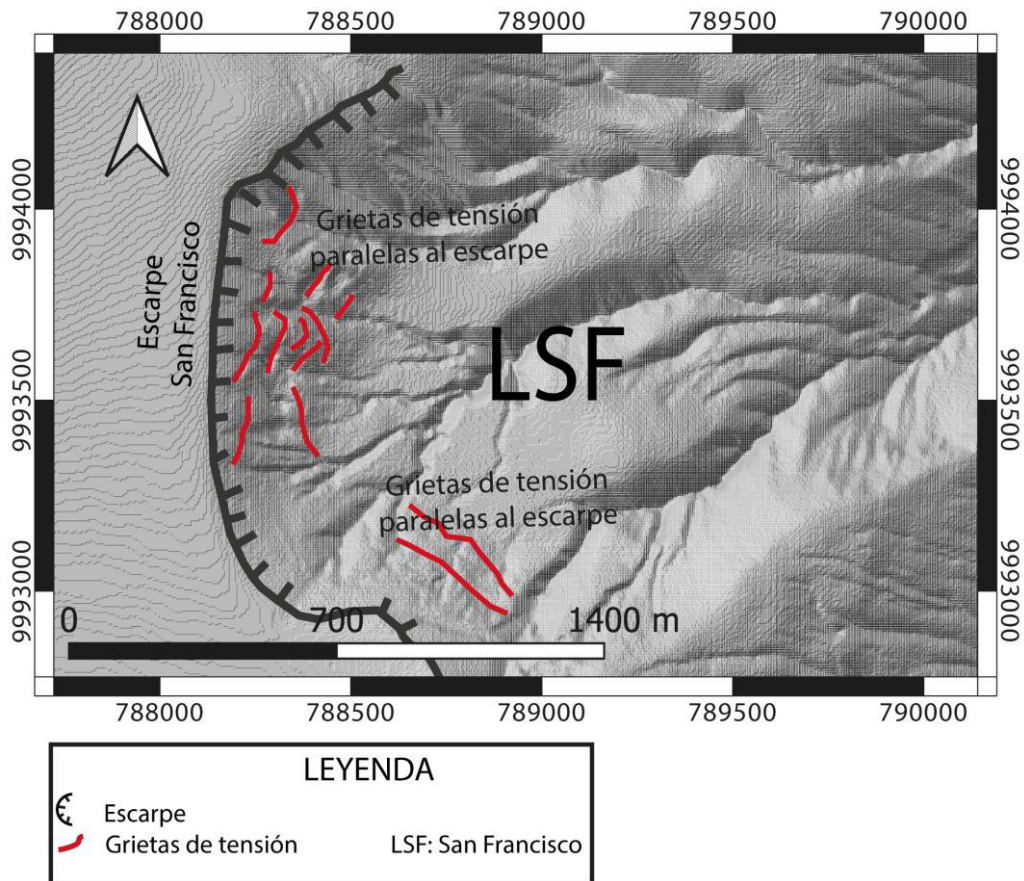 788000 788500 789000 789500 790000
9994000
9993500
9993000
Escarpe
San Francisco
Grietas de tensión
paralelas al escarpe
LSF
Grietas de tensión
paralelas al escarpe
0 700 1400 m
9994000
9993500
9993000
788000 788500 789000 789500 790000
LEYENDA
Escarpe
Grietas de tensión LSF: San Francisco